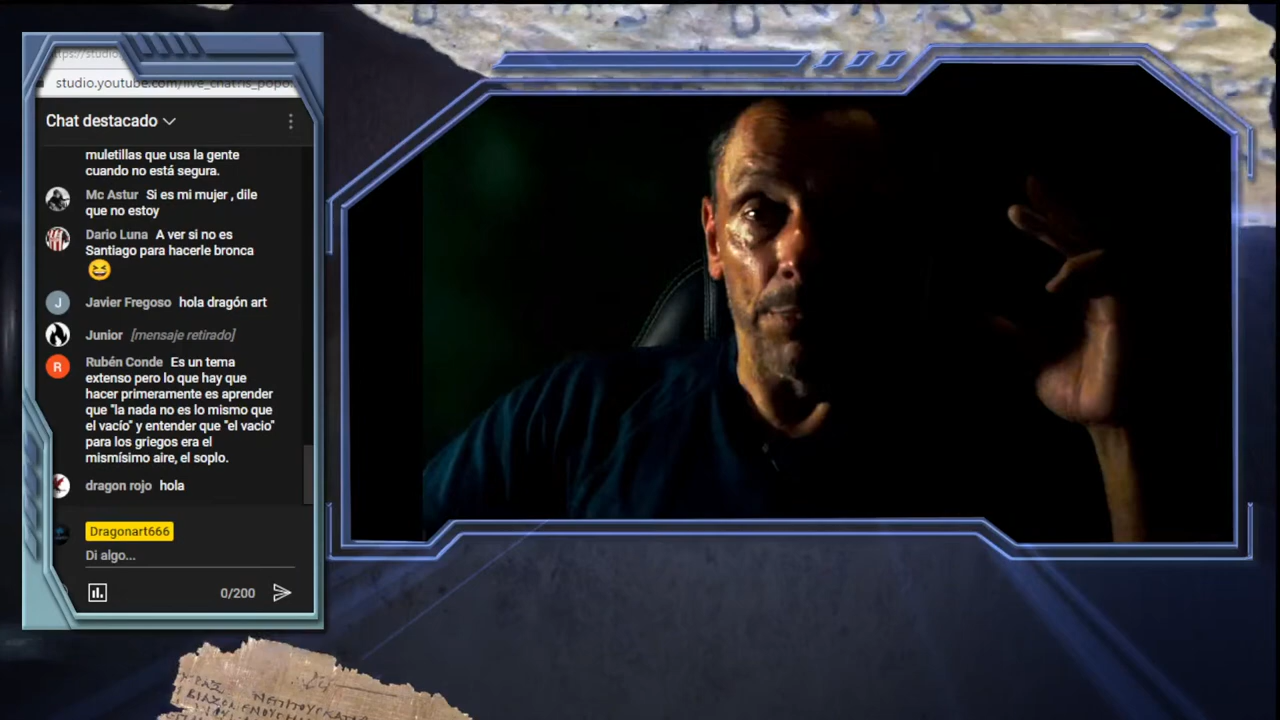 studio.youtube.com/live_chat?is_popo
Chat destacado
muletillas que usa la gente
cuando no está segura.
Mc Astur Si es mi mujer , dile
que no estoy
Dario Luna A ver si no es
Santiago para hacerle bronca
😆
J Javier Fregoso hola dragón art
Junior [mensaje retirado]
R Rubén Conde Es un tema
extenso pero lo que hay que
hacer primeramente es aprender
que "la nada no es lo mismo que
el vacío" y entender que "el vacio"
para los griegos era el
mismísimo aire, el soplo.
dragon rojo hola
Dragonart666
Di algo...
0/200